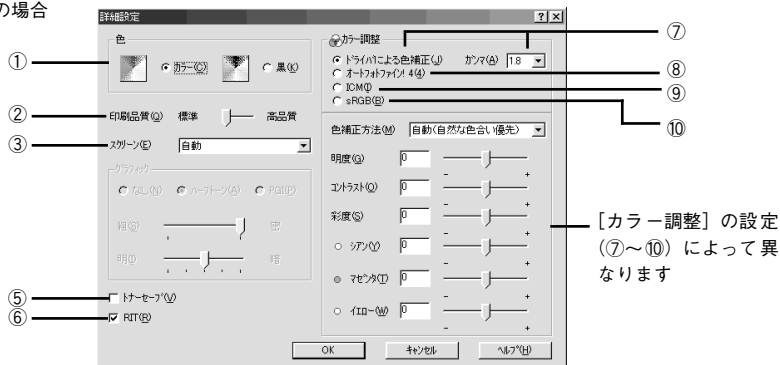 の場合
詳細設定
? ×
色
カラー(C)
黒(K)
①
印刷品質(Q) 標準 高品質
②
スクリーン(E) 自動
③
グラフィック
なし(N) ハーフトーン(A) PGI(P)
粗(S) 密
明(I) 暗
⑤
トナーセーブ(V)
⑥
RIT(R)
カラー調整
⑦
ドライバによる色補正(J) ガンマ(A) 1.8
オートフォトファイン! 4(4)
⑧
ICM(I)
⑨
sRGB(B)
⑩
色補正方法(M) 自動(自然な色合い優先)
明度(G) 0
- +
コントラスト(O) 0
- +
彩度(S) 0
- +
シアン(Y) 0
- +
マゼンタ(T) 0
- +
イエロー(W) 0
- +
[カラー調整]の設定
(⑦~⑩)によって異
なります
OK キャンセル ヘルプ(H)